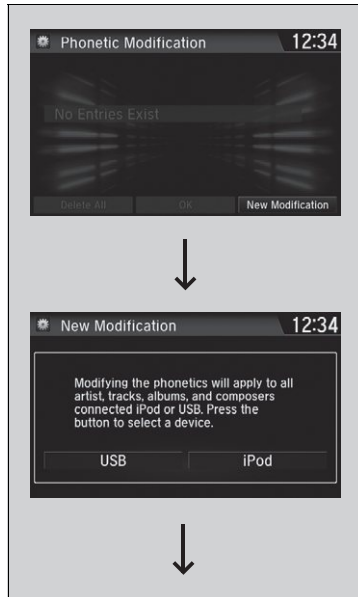 Phonetic Modification 12:34
No Entries Exist
Delete All OK New Modification
New Modification 12:34
Modifying the phonetics will apply to all
artist, tracks, albums, and composers
connected iPod or USB. Press the
button to select a device.
USB iPod